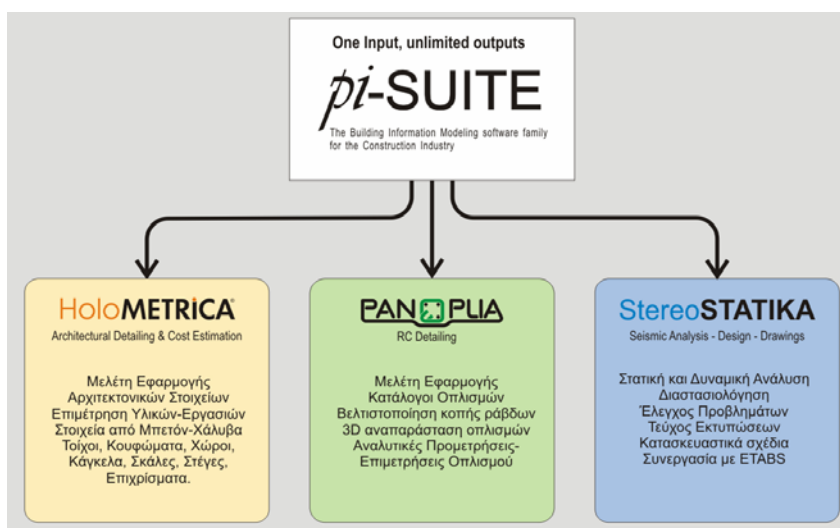 One Input, unlimited outputs
pi-SUITE
The Building Information Modeling software family
for the Construction Industry
HoloMETRICA®
Architectural Detailing & Cost Estimation
Μελέτη Εφαρμογής
Αρχιτεκτονικών Στοιχείων
Επιμέτρηση Υλικών-Εργασιών
Στοιχεία από Μπετόν-Χάλυβα
Τοίχοι, Κουφώματα, Χώροι,
Κάγκελα, Σκάλες, Στέγες,
Επιχρίσματα.
PANOPLIA
RC Detailing
Μελέτη Εφαρμογής
Κατάλογοι Οπλισμών
Βελτιστοποίηση κοπής ράβδων
3D αναπαράσταση οπλισμών
Αναλυτικές Προμετρήσεις-
Επιμετρήσεις Οπλισμού
StereoSTATIKA
Seismic Analysis - Design - Drawings
Στατική και Δυναμική Ανάλυση
Διαστασιολόγηση
Έλεγχος Προβλημάτων
Τεύχος Εκτυπώσεων
Κατασκευαστικά σχέδια
Συνεργασία με ETABS